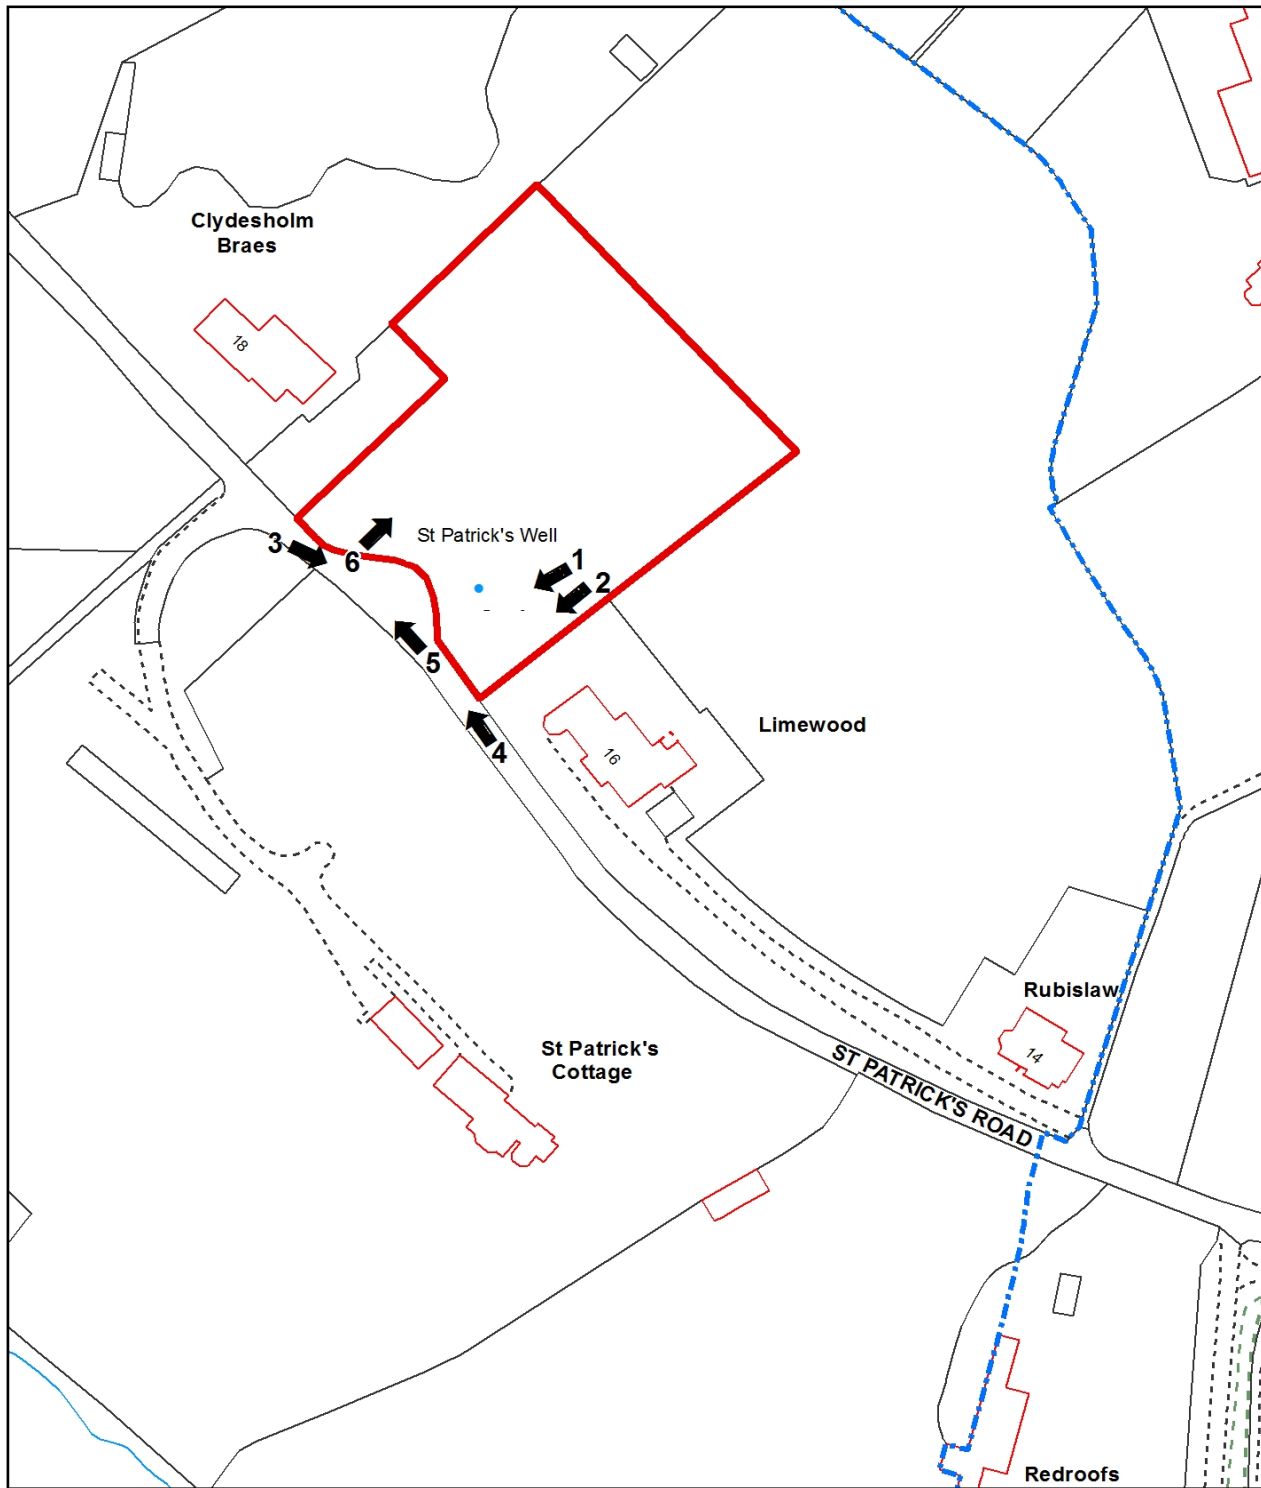 Clydesholm
Braes
18
St Patrick's Well
3
6
1
2
5
4
16
Limewood
Rubislaw
14
St Patrick's
Cottage
ST PATRICK'S ROAD
Redroofs